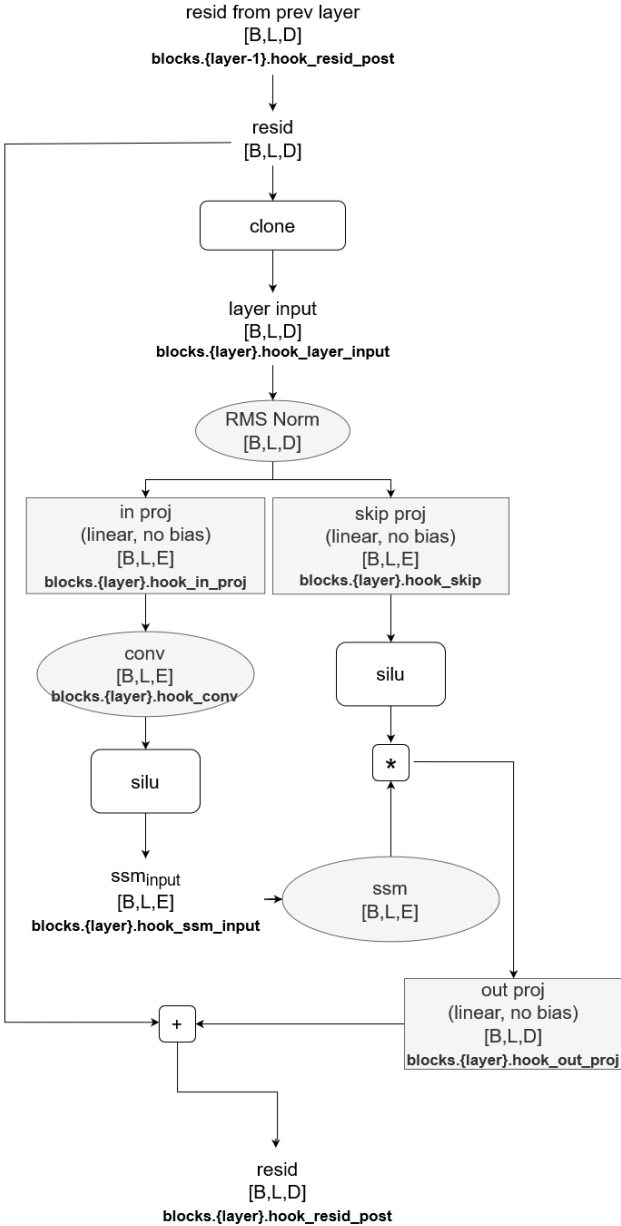 resid from prev layer
[B,L,D]
blocks.{layer-1}.hook_resid_post
resid
[B,L,D]
clone
layer input
[B,L,D]
blocks.{layer}.hook_layer_input
RMS Norm
[B,L,D]
in proj
(linear, no bias)
[B,L,E]
blocks.{layer}.hook_in_proj
skip proj
(linear, no bias)
[B,L,E]
blocks.{layer}.hook_skip
conv
[B,L,E]
blocks.{layer}.hook_conv
silu
silu
*
ssm_input
[B,L,E]
blocks.{layer}.hook_ssm_input
ssm
[B,L,E]
out proj
(linear, no bias)
[B,L,D]
blocks.{layer}.hook_out_proj
+
resid
[B,L,D]
blocks.{layer}.hook_resid_post